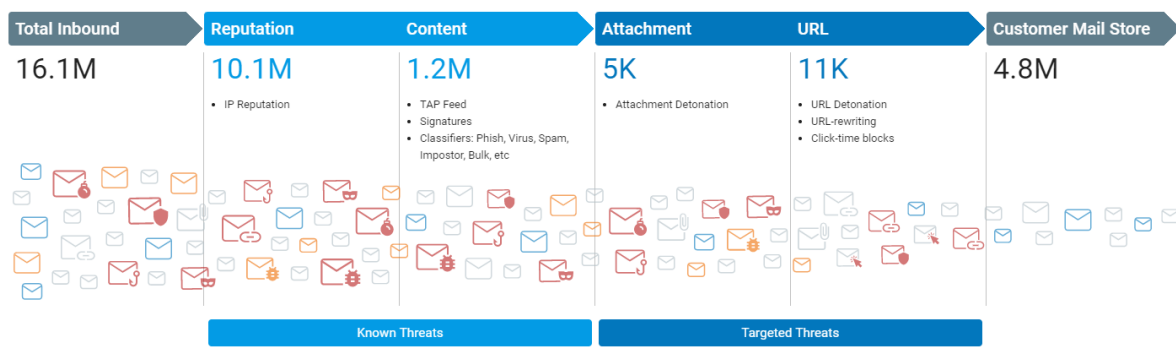 Total Inbound
Reputation
Content
Attachment
URL
Customer Mail Store
16.1M
10.1M
1.2M
5K
11K
4.8M
• IP Reputation
• TAP Feed
• Signatures
• Classifiers: Phish, Virus, Spam,
Impostor, Bulk, etc
• Attachment Detonation
• URL Detonation
• URL-rewriting
• Click-time blocks
Known Threats
Targeted Threats